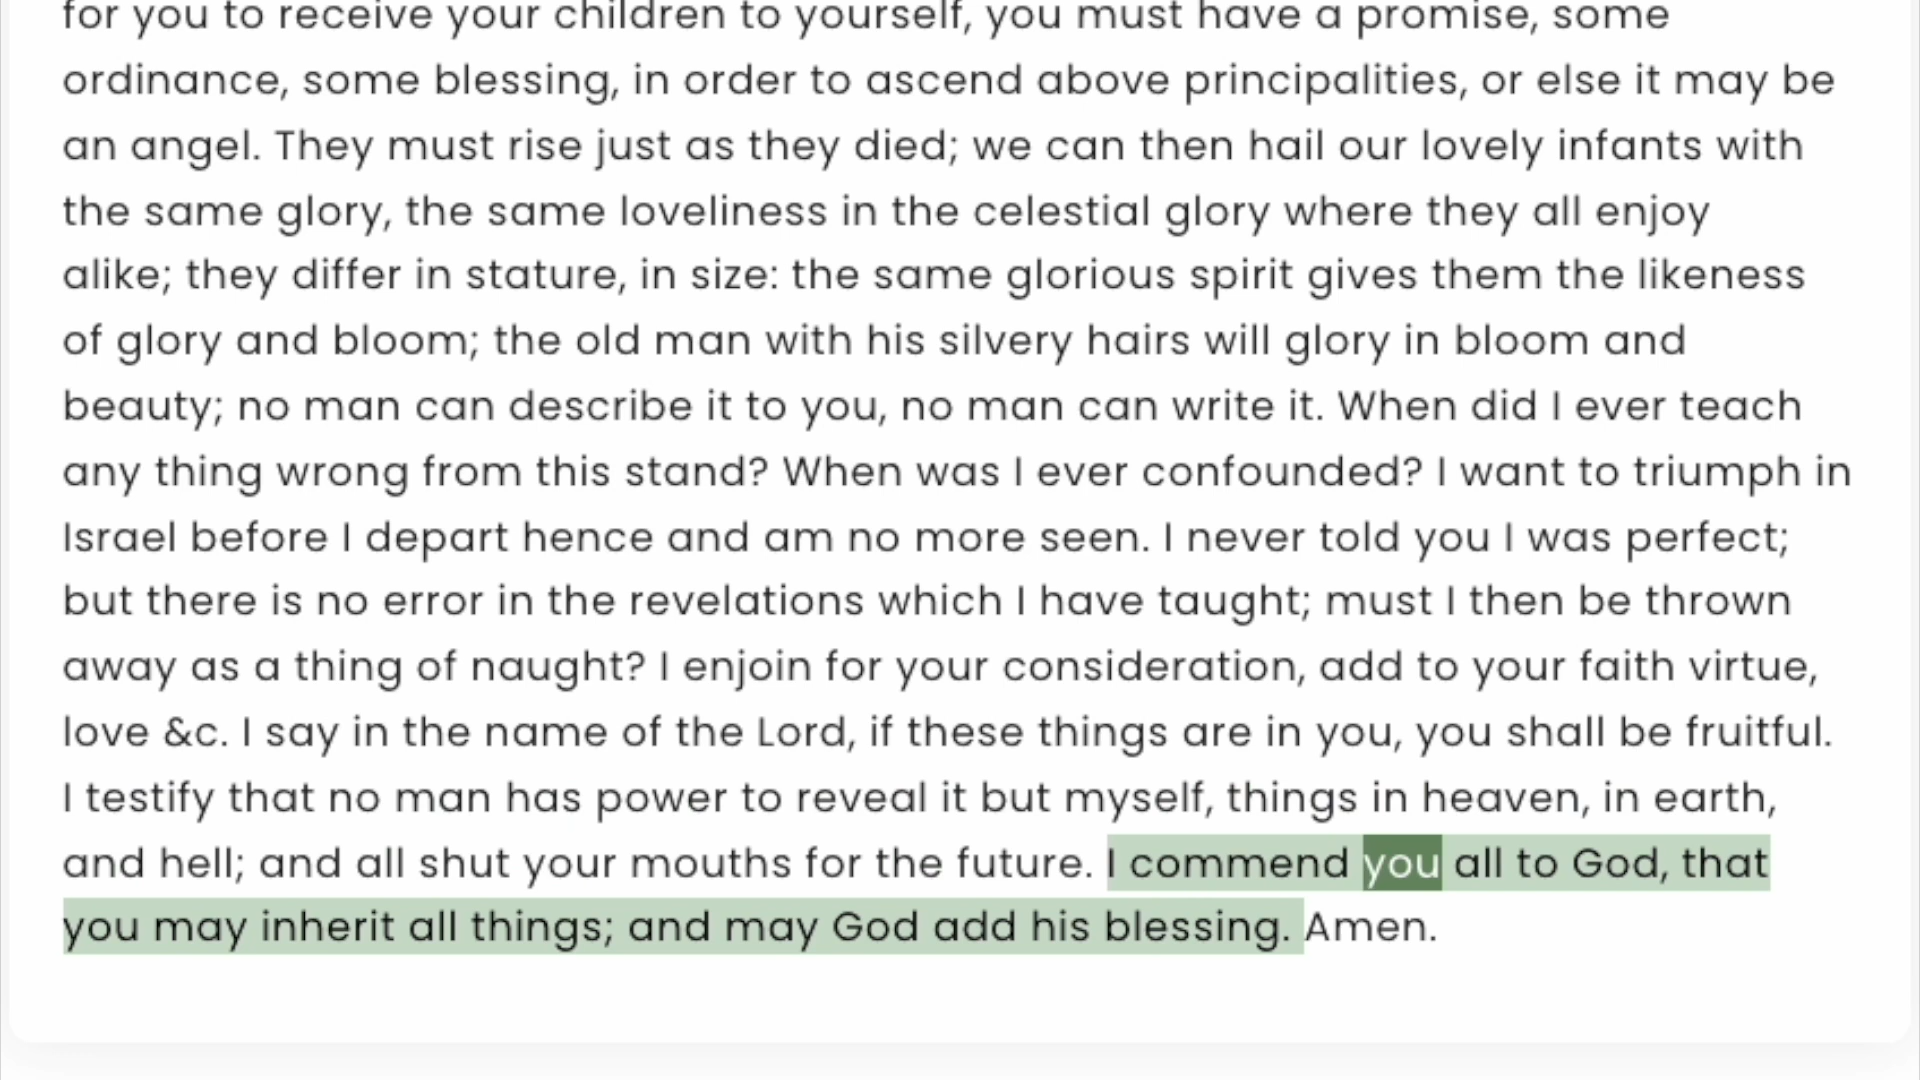 for you to receive your children to yourself, you must have a promise, some
ordinance, some blessing, in order to ascend above principalities, or else it may be
an angel. They must rise just as they died; we can then hail our lovely infants with
the same glory, the same loveliness in the celestial glory where they all enjoy
alike; they differ in stature, in size: the same glorious spirit gives them the likeness
of glory and bloom; the old man with his silvery hairs will glory in bloom and
beauty; no man can describe it to you, no man can write it. When did I ever teach
any thing wrong from this stand? When was I ever confounded? I want to triumph in
Israel before I depart hence and am no more seen. I never told you I was perfect;
but there is no error in the revelations which I have taught; must I then be thrown
away as a thing of naught? I enjoin for your consideration, add to your faith virtue,
love &c. I say in the name of the Lord, if these things are in you, you shall be fruitful.
I testify that no man has power to reveal it but myself, things in heaven, in earth,
and hell; and all shut your mouths for the future. I commend you all to God, that
you may inherit all things; and may God add his blessing. Amen.